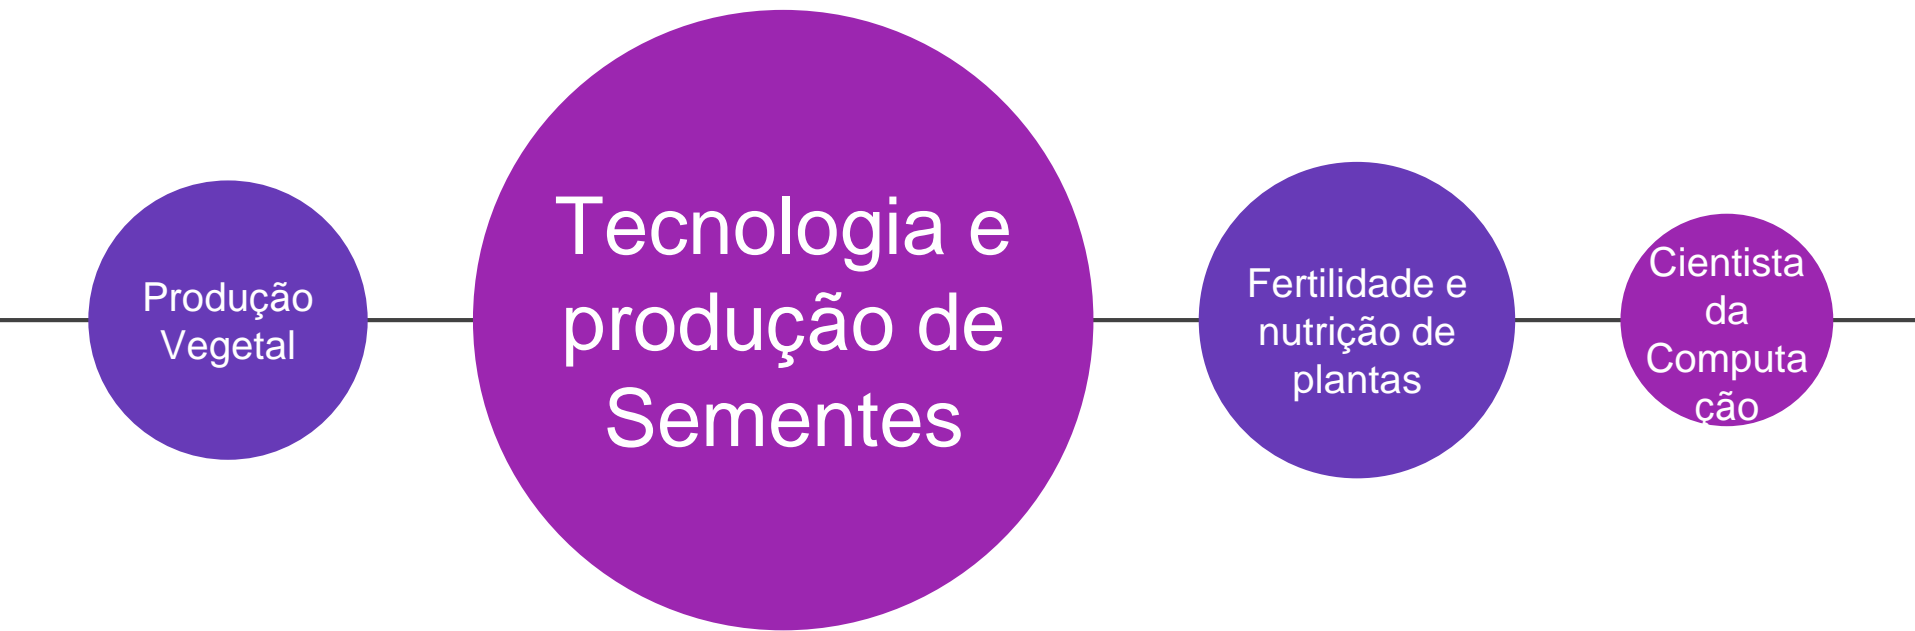 Produção
Vegetal
Tecnologia e
produção de
Sementes
Fertilidade e
nutrição de
plantas
Cientista
da
Computa
ção